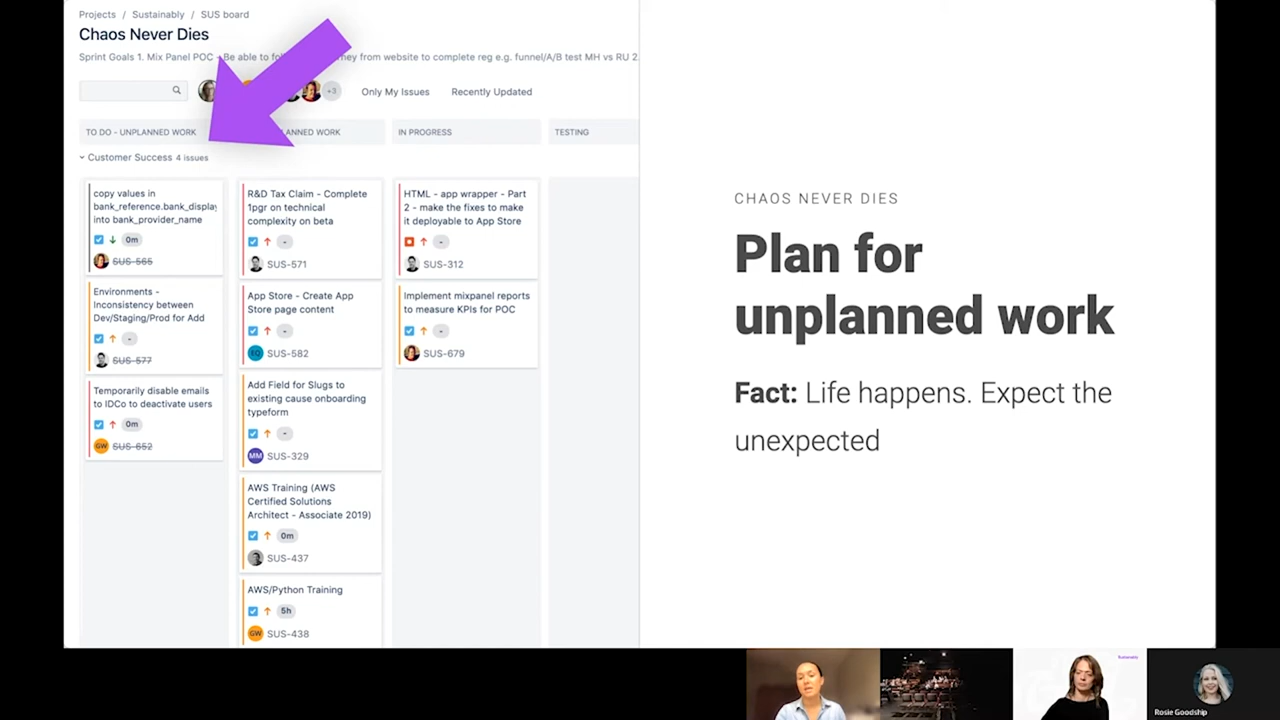 Projects / Sustainably / SUS board
Chaos Never Dies
Sprint Goals 1. Mix Panel POC - Be able to fo
ney from website to complete reg e.g. funnel/A/B test MH vs RU 2.
+3
Only My Issues
Recently Updated
TO DO - UNPLANNED WORK
ANNED WORK
IN PROGRESS
TESTING
Customer Success 4 issues
copy values in
bank_reference.bank_display
into bank_provider_name
0m
SUS-565
Environments -
Inconsistency between
Dev/Staging/Prod for Add
-
SUS-577
Temporarily disable emails
to IDCo to deactivate users
0m
GW SUS-652
R&D Tax Claim - Complete
1pgr on technical
complexity on beta
-
SUS-571
App Store - Create App
Store page content
-
EQ SUS-582
Add Field for Slugs to
existing cause onboarding
typeform
-
MM SUS-329
AWS Training (AWS
Certified Solutions
Architect - Associate 2019)
0m
SUS-437
AWS/Python Training
5h
GW SUS-438
HTML - app wrapper - Part
2 - make the fixes to make
it deployable to App Store
-
SUS-312
Implement mixpanel reports
to measure KPIs for POC
-
SUS-679
CHAOS NEVER DIES
Plan for
unplanned work
Fact: Life happens. Expect the
unexpected
Sustainably
Rosie Goodship